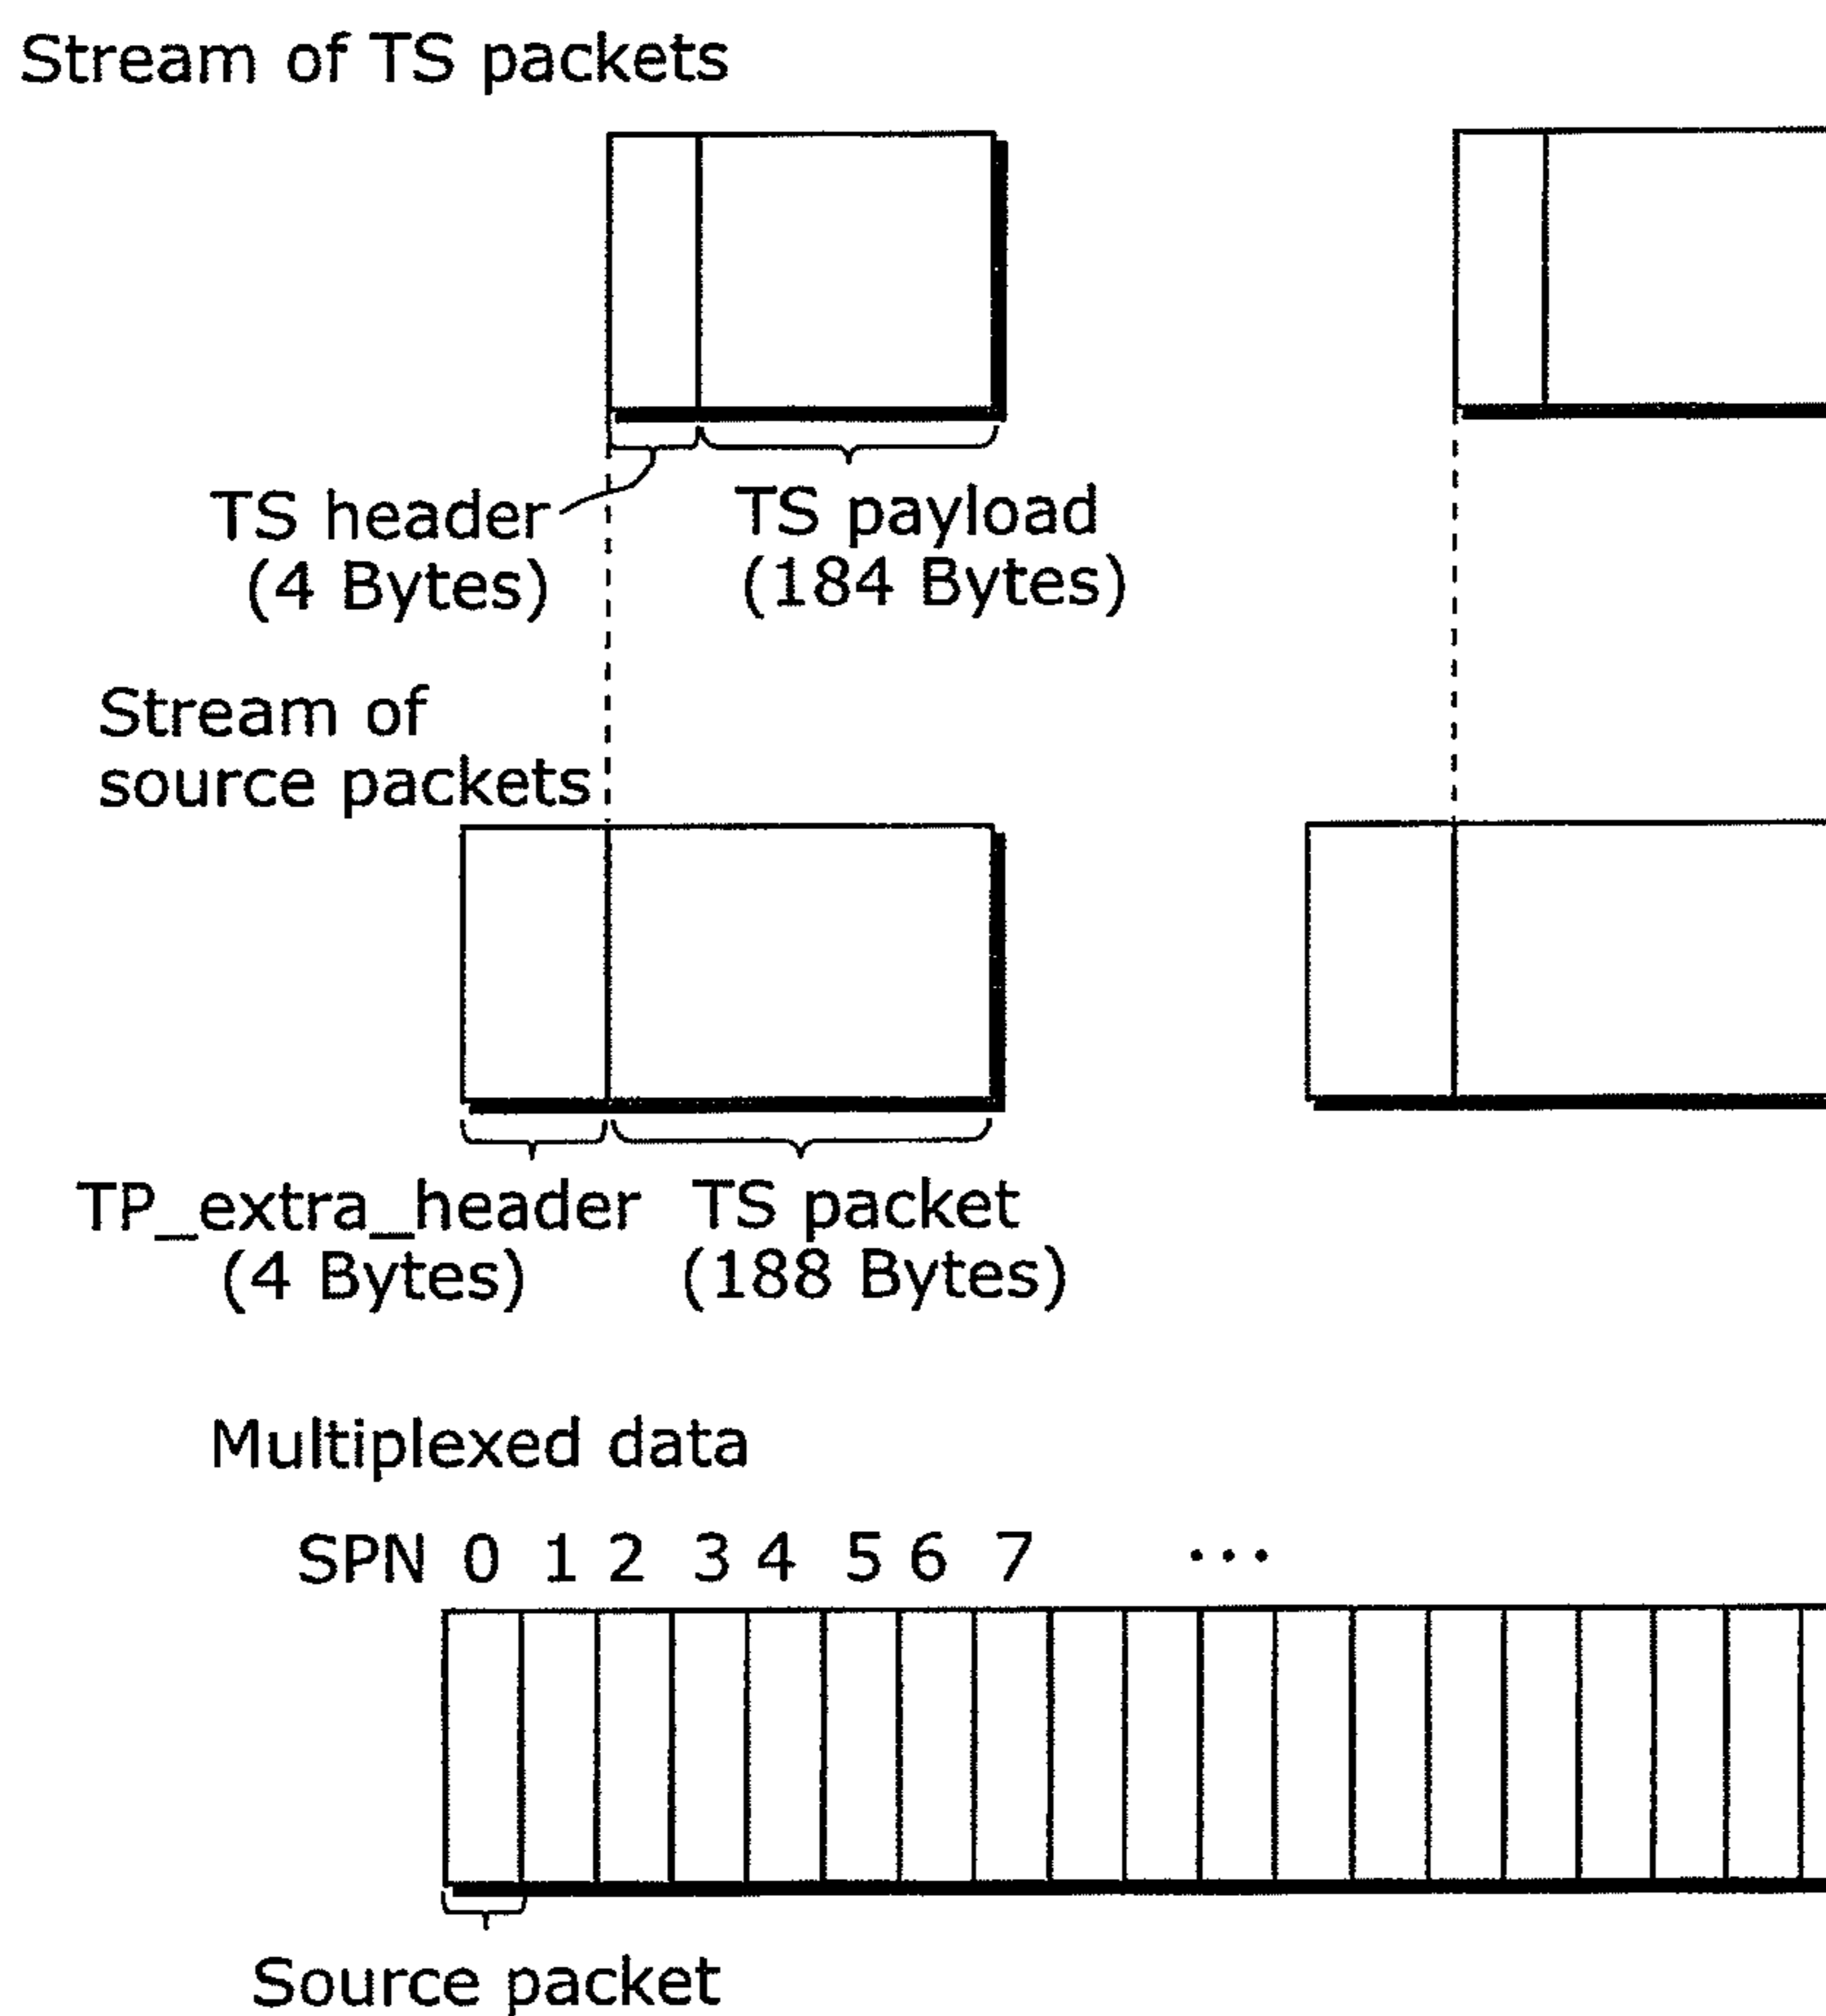 Stream of TS packets
TS header
(4 Bytes)
TS payload
(184 Bytes)
Stream of
source packets
TP_extra_header
(4 Bytes)
TS packet
(188 Bytes)
Multiplexed data
SPN 0 1 2 3 4 5 6 7 ...
Source packet